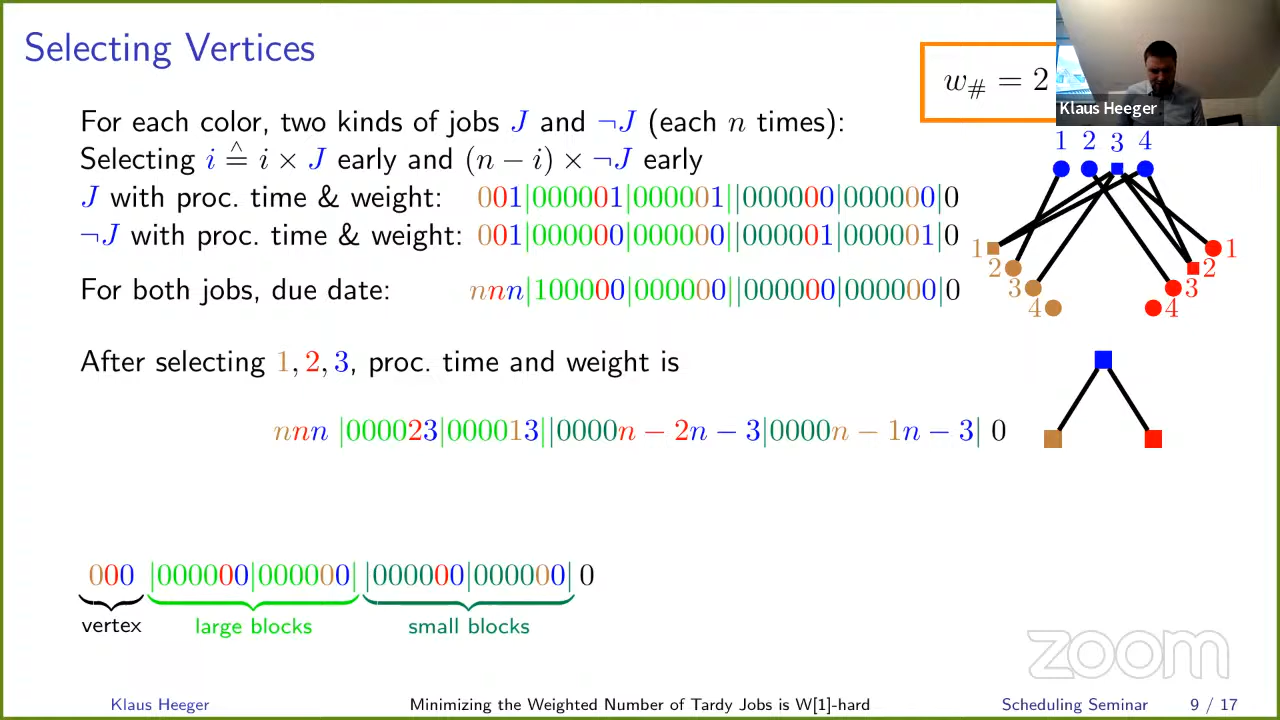 Selecting Vertices
w# = 2
Klaus Heeger
For each color, two kinds of jobs J and ¬J (each n times):
Selecting i ≙ i × J early and (n − i) × ¬J early
J with proc. time & weight: 001|000001|000001||000000|000000|0
¬J with proc. time & weight: 001|000000|000000||000001|000001|0
For both jobs, due date: nnn|100000|000000||000000|000000|0
1 2 3 4
1
2
3
4
1
2
3
4
After selecting 1, 2, 3, proc. time and weight is
nnn |000023|000013||0000n − 2n − 3|0000n − 1n − 3| 0
000 |000000|000000| |000000|000000| 0
vertex large blocks small blocks
zoom
Klaus Heeger Minimizing the Weighted Number of Tardy Jobs is W[1]-hard Scheduling Seminar 9 / 17